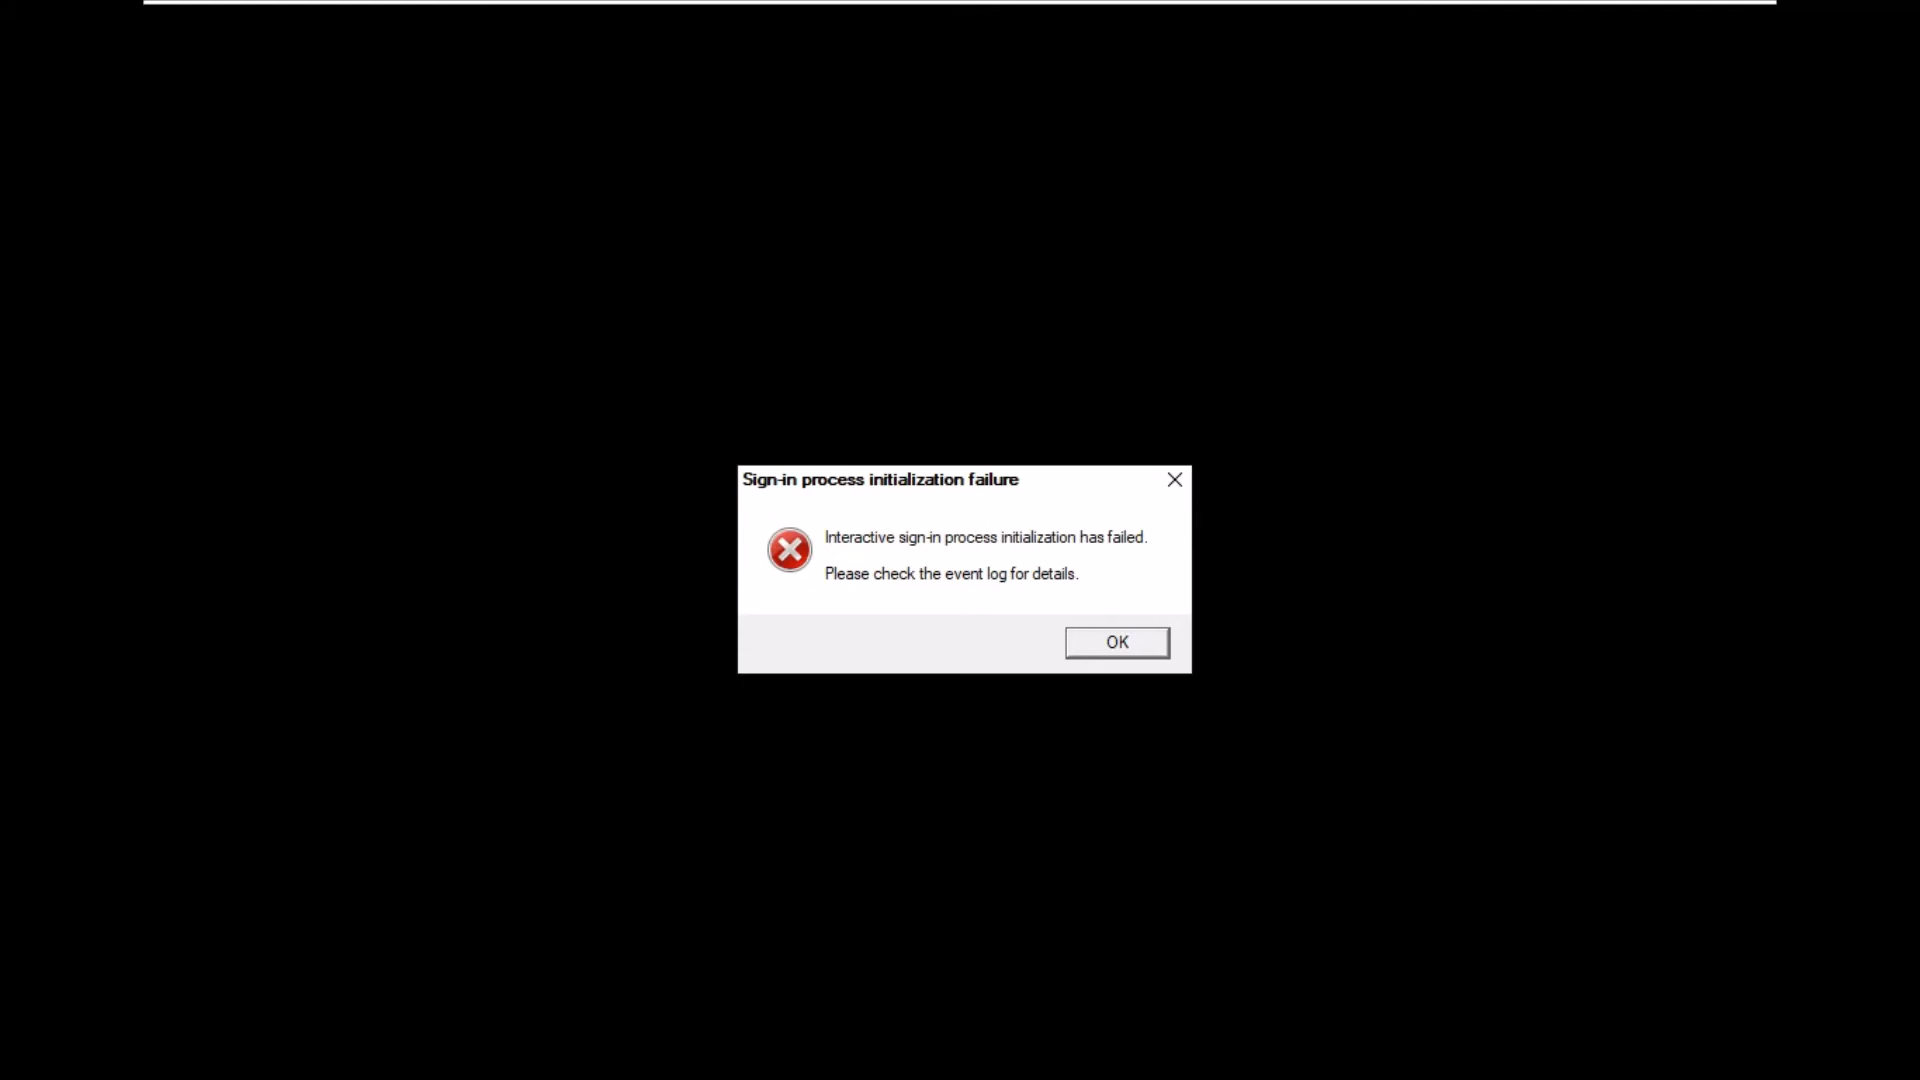 Sign-in process initialization failure
Interactive sign-in process initialization has failed.
Please check the event log for details.
OK